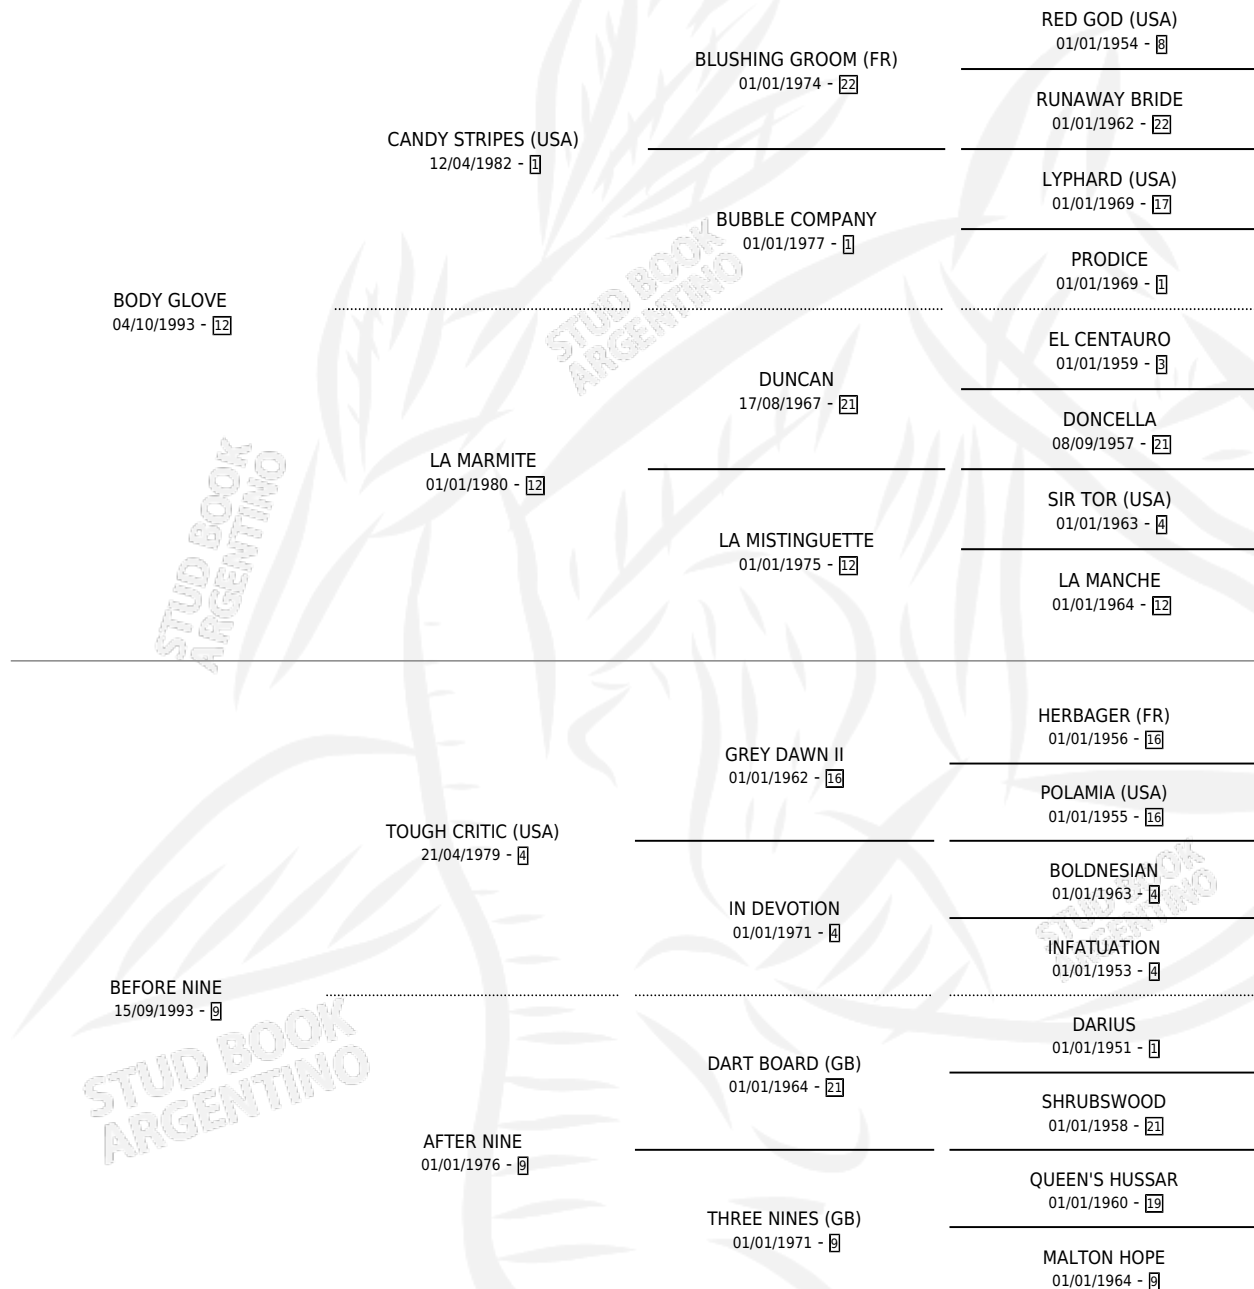 RED GOD (USA)
01/01/1954 - 8
BLUSHING GROOM (FR)
01/01/1974 - 22
RUNAWAY BRIDE
01/01/1962 - 22
CANDY STRIPES (USA)
12/04/1982 - 1
LYPHARD (USA)
01/01/1969 - 17
BUBBLE COMPANY
01/01/1977 - 1
PRODICE
01/01/1969 - 1
BODY GLOVE
04/10/1993 - 12
STUD BOOK
ARGENTINO
EL CENTAURO
01/01/1959 - 3
DUNCAN
17/08/1967 - 21
DONCELLA
08/09/1957 - 21
LA MARMITE
01/01/1980 - 12
SIR TOR (USA)
01/01/1963 - 4
LA MISTINGUETTE
01/01/1975 - 12
LA MANCHE
01/01/1964 - 12
STUD BOOK
ARGENTINO
HERBAGER (FR)
01/01/1956 - 16
GREY DAWN II
01/01/1962 - 16
POLAMIA (USA)
01/01/1955 - 16
TOUGH CRITIC (USA)
21/04/1979 - 4
BOLDNESIAN
01/01/1963 - 4
IN DEVOTION
01/01/1971 - 4
INFATUATION
01/01/1953 - 4
STUD BOOK
ARGENTINO
BEFORE NINE
15/09/1993 - 9
DARIUS
01/01/1951 - 1
DART BOARD (GB)
01/01/1964 - 21
SHRUBSWOOD
01/01/1958 - 21
STUD BOOK
ARGENTINO
AFTER NINE
01/01/1976 - 9
QUEEN'S HUSSAR
01/01/1960 - 19
THREE NINES (GB)
01/01/1971 - 9
MALTON HOPE
01/01/1964 - 9